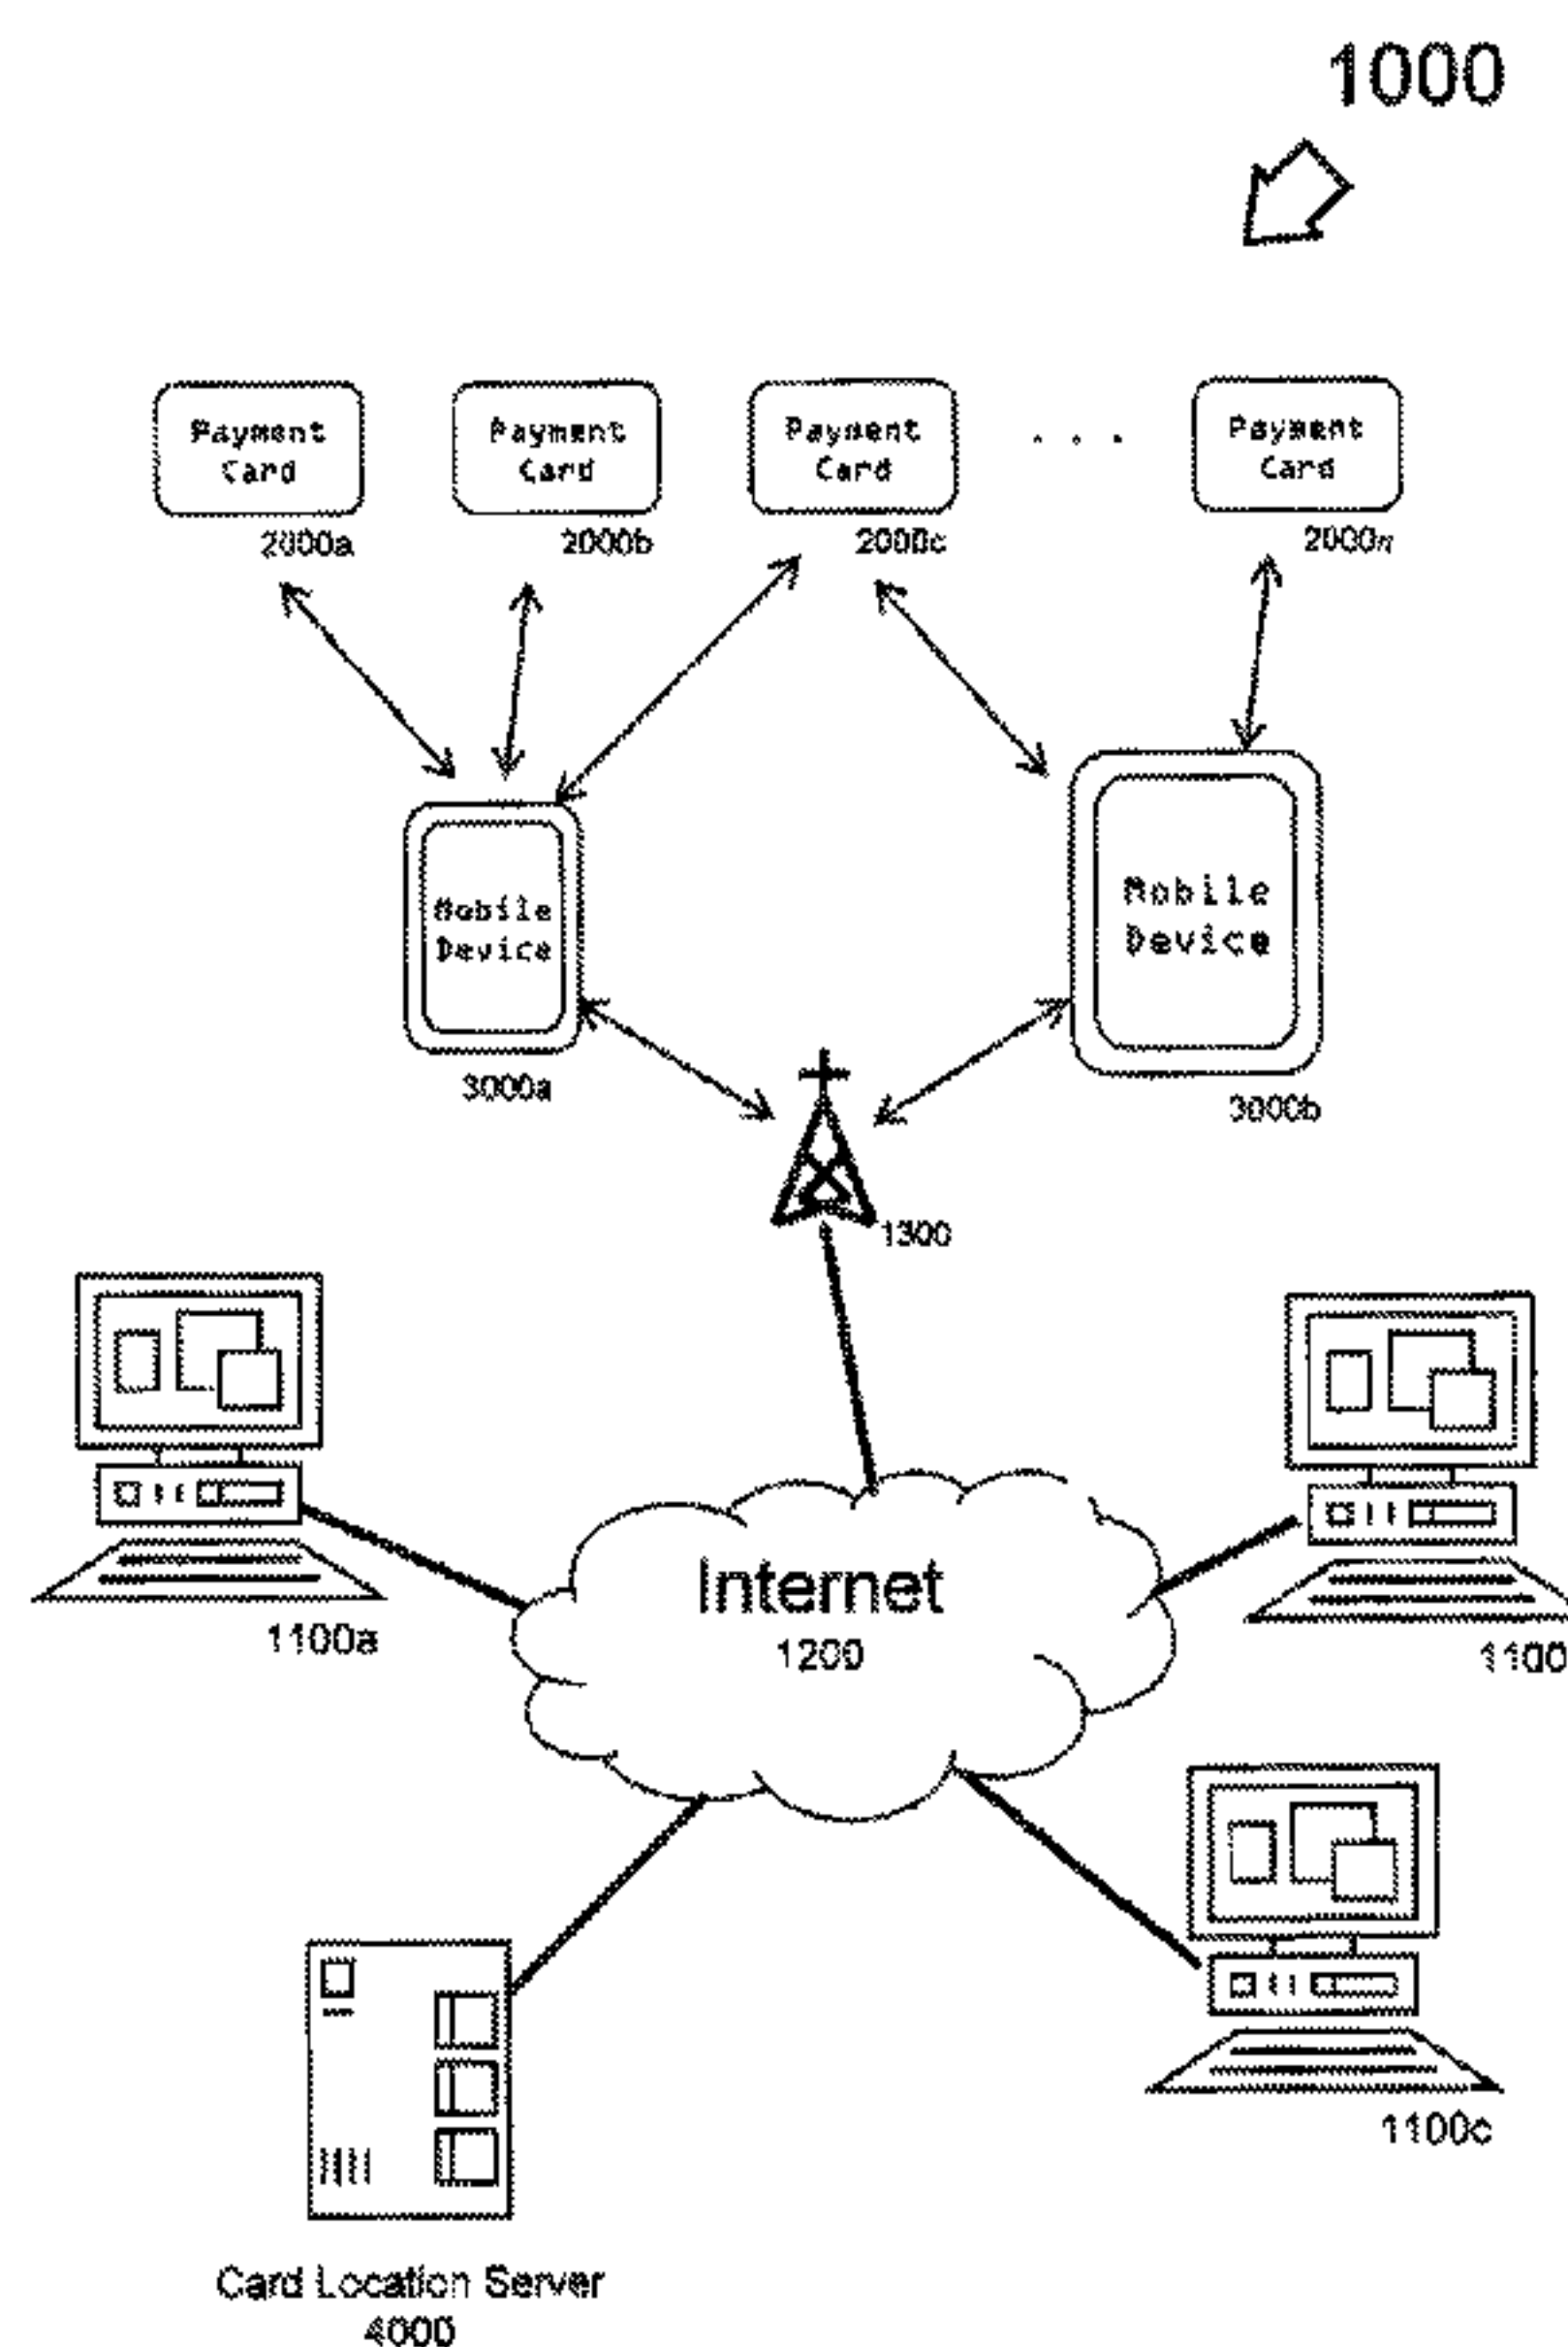 1000
Payment
Card
2000a
Payment
Card
2000b
Payment
Card
2000c
. . .
Payment
Card
2000n
Mobile
Device
3000a
Mobile
Device
3000b
1300
1100a
Internet
1200
1100
1100c
Card Location Server
4000